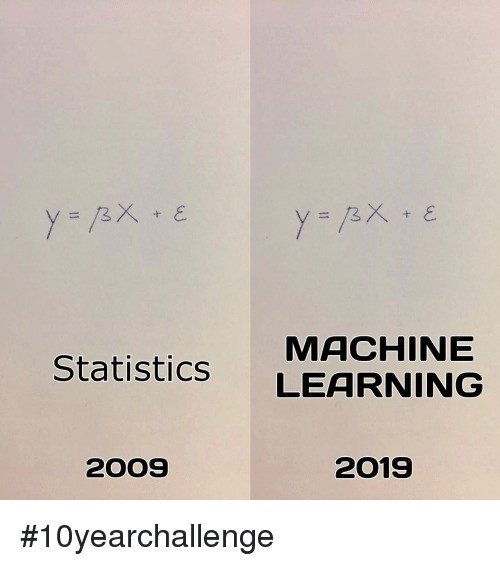 y = βX + ε
Statistics
2009
y = βX + ε
MACHINE
LEARNING
2019
#10yearchallenge